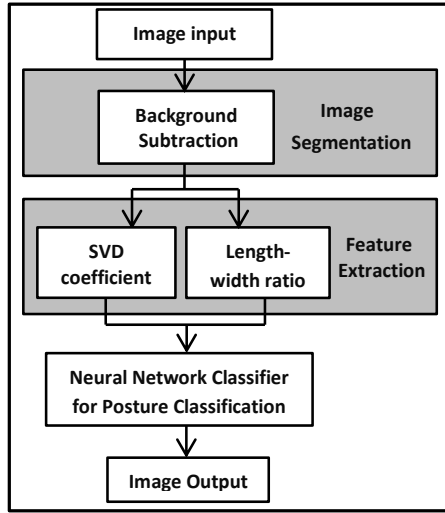 Image input
Background
Subtraction
Image
Segmentation
SVD
coefficient
Length-
width ratio
Feature
Extraction
Neural Network Classifier
for Posture Classification
Image Output